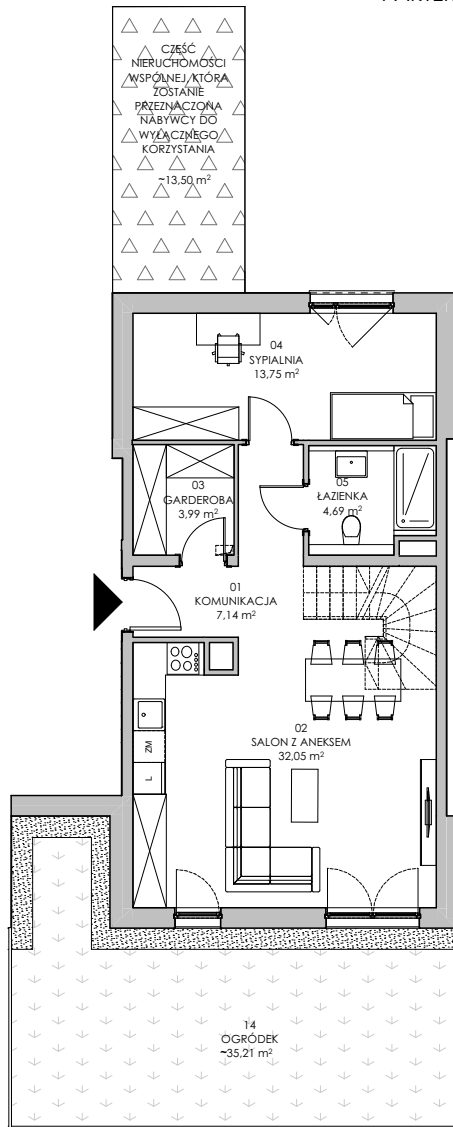 CZĘŚĆ
NIERUCHOMOŚCI
WSPÓLNEJ, KTÓRA
ZOSTANIE
PRZEZNACZONA
NABYWCY DO
WYŁĄCZNEGO
KORZYSTANIA
~13,50 m²
04
SYPIALNIA
13,75 m²
03
GARDEROBA
3,99 m²
05
ŁAZIENKA
4,69 m²
01
KOMUNIKACJA
7,14 m²
02
SALON Z ANEKSEM
32,05 m²
ZM
L
14
OGRÓDEK
~35,21 m²